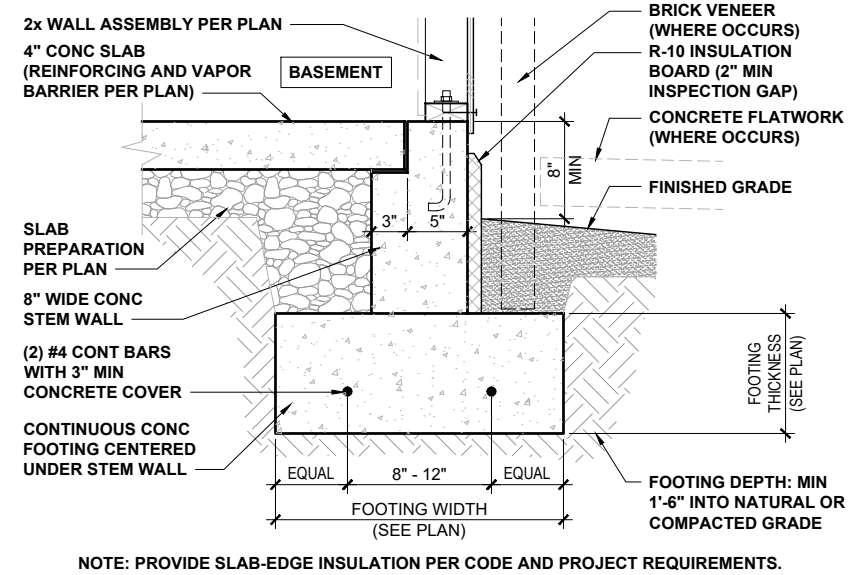 2x WALL ASSEMBLY PER PLAN
4" CONC SLAB
(REINFORCING AND VAPOR
BARRIER PER PLAN)
BASEMENT
BRICK VENEER
(WHERE OCCURS)
R-10 INSULATION
BOARD (2" MIN
INSPECTION GAP)
CONCRETE FLATWORK
(WHERE OCCURS)
8"
MIN
FINISHED GRADE
3"
5"
SLAB
PREPARATION
PER PLAN
8" WIDE CONC
STEM WALL
(2) #4 CONT BARS
WITH 3" MIN
CONCRETE COVER
CONTINUOUS CONC
FOOTING CENTERED
UNDER STEM WALL
FOOTING
THICKNESS
(SEE PLAN)
EQUAL
8" - 12"
EQUAL
FOOTING WIDTH
(SEE PLAN)
FOOTING DEPTH: MIN
1'-6" INTO NATURAL OR
COMPACTED GRADE
NOTE: PROVIDE SLAB-EDGE INSULATION PER CODE AND PROJECT REQUIREMENTS.